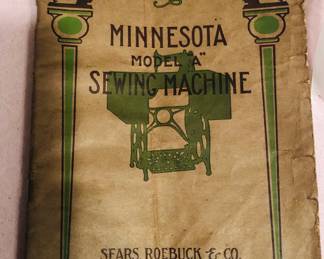 MINNESOTA
MODEL "A"
SEWING MACHINE
SEARS ROEBUCK & CO.